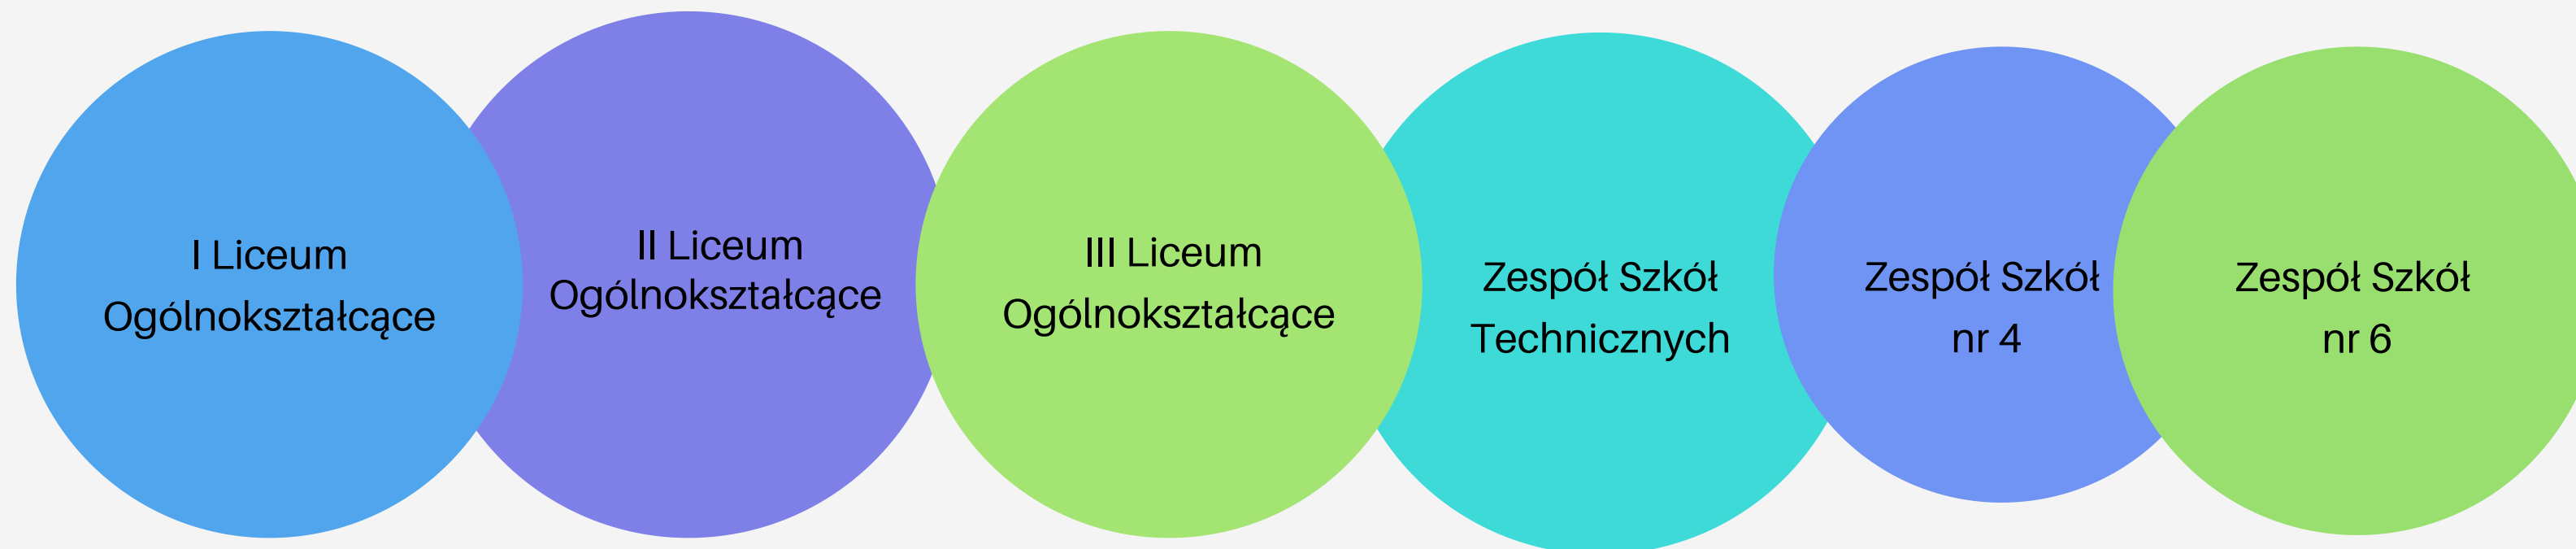 I Liceum
Ogólnokształcące
II Liceum
Ogólnokształcące
III Liceum
Ogólnokształcące
Zespół Szkół
Technicznych
Zespół Szkół
nr 4
Zespół Szkół
nr 6